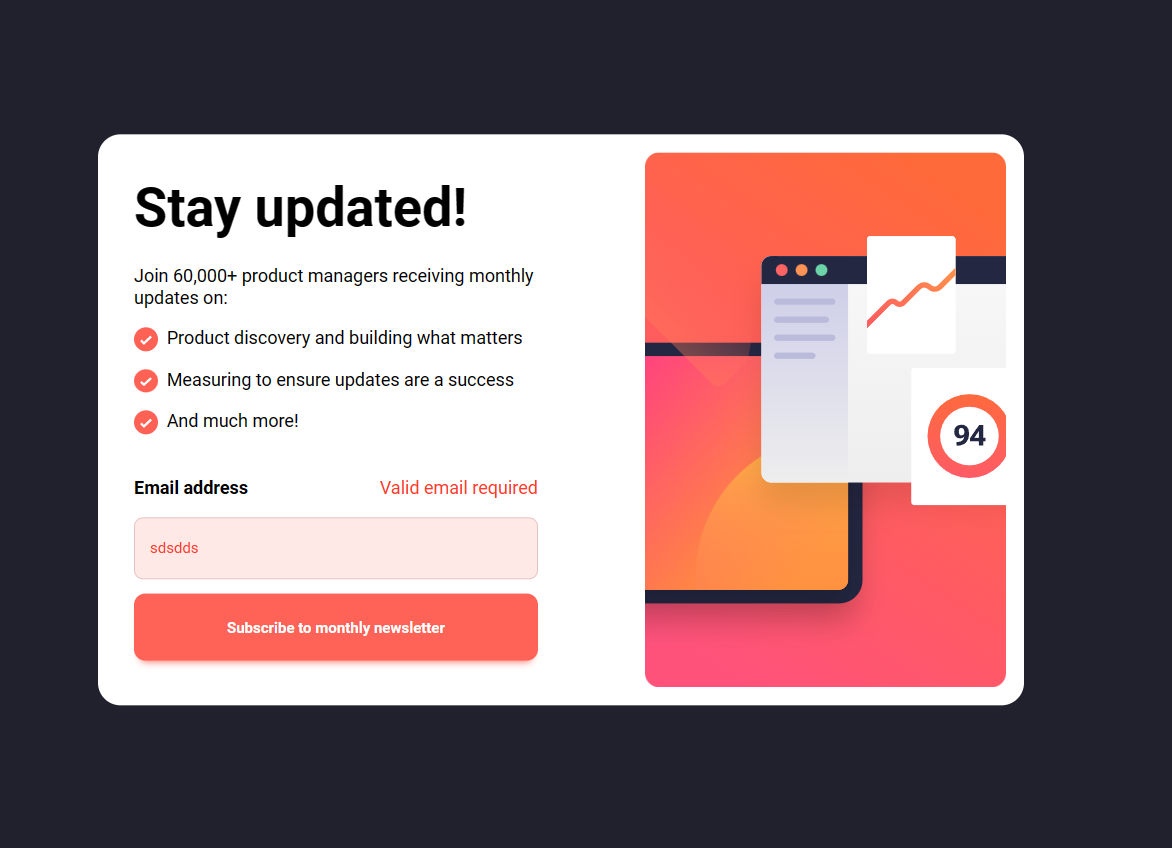 Stay updated!
Join 60,000+ product managers receiving monthly
updates on:
Product discovery and building what matters
Measuring to ensure updates are a success
And much more!
Email address
Valid email required
sdsdds
Subscribe to monthly newsletter
94